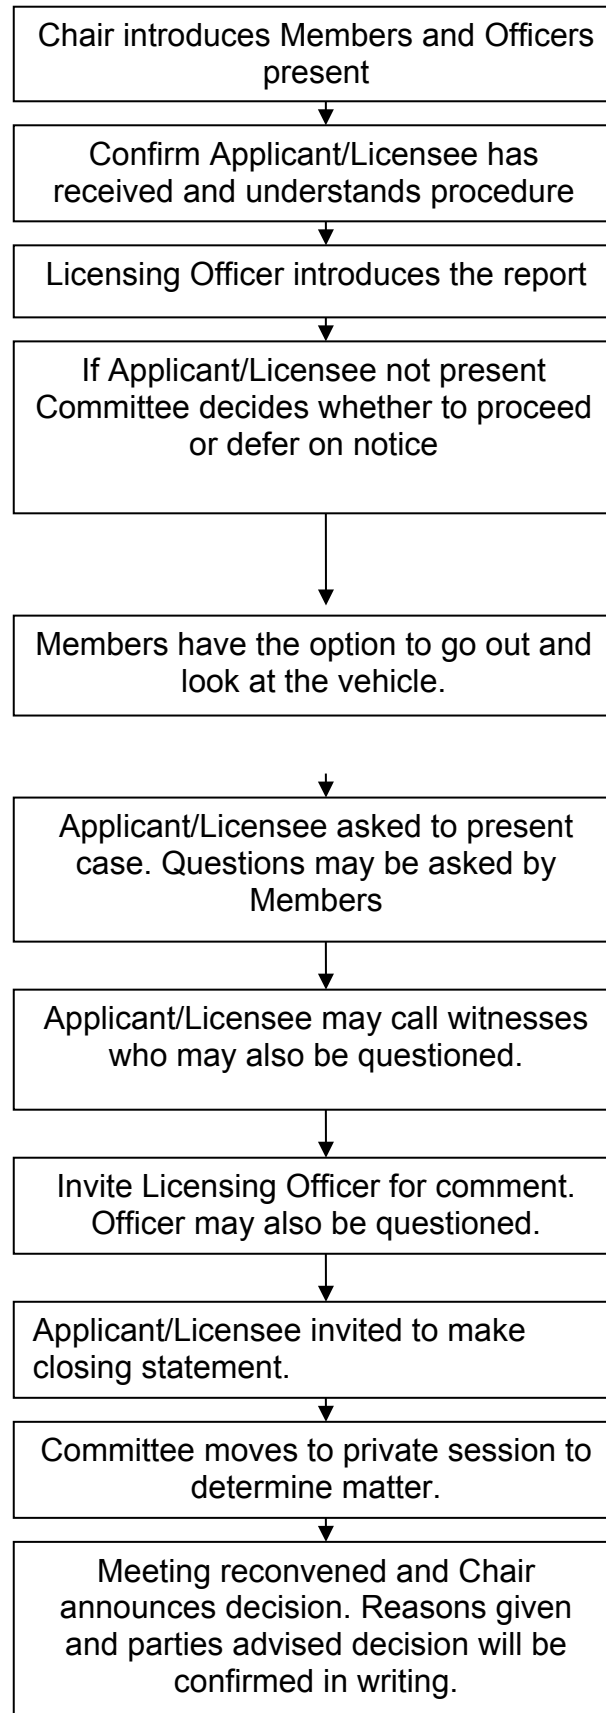 Chair introduces Members and Officers
present
Confirm Applicant/Licensee has
received and understands procedure
Licensing Officer introduces the report
If Applicant/Licensee not present
Committee decides whether to proceed
or defer on notice
Members have the option to go out and
look at the vehicle.
Applicant/Licensee asked to present
case. Questions may be asked by
Members
Applicant/Licensee may call witnesses
who may also be questioned.
Invite Licensing Officer for comment.
Officer may also be questioned.
Applicant/Licensee invited to make
closing statement.
Committee moves to private session to
determine matter.
Meeting reconvened and Chair
announces decision. Reasons given
and parties advised decision will be
confirmed in writing.